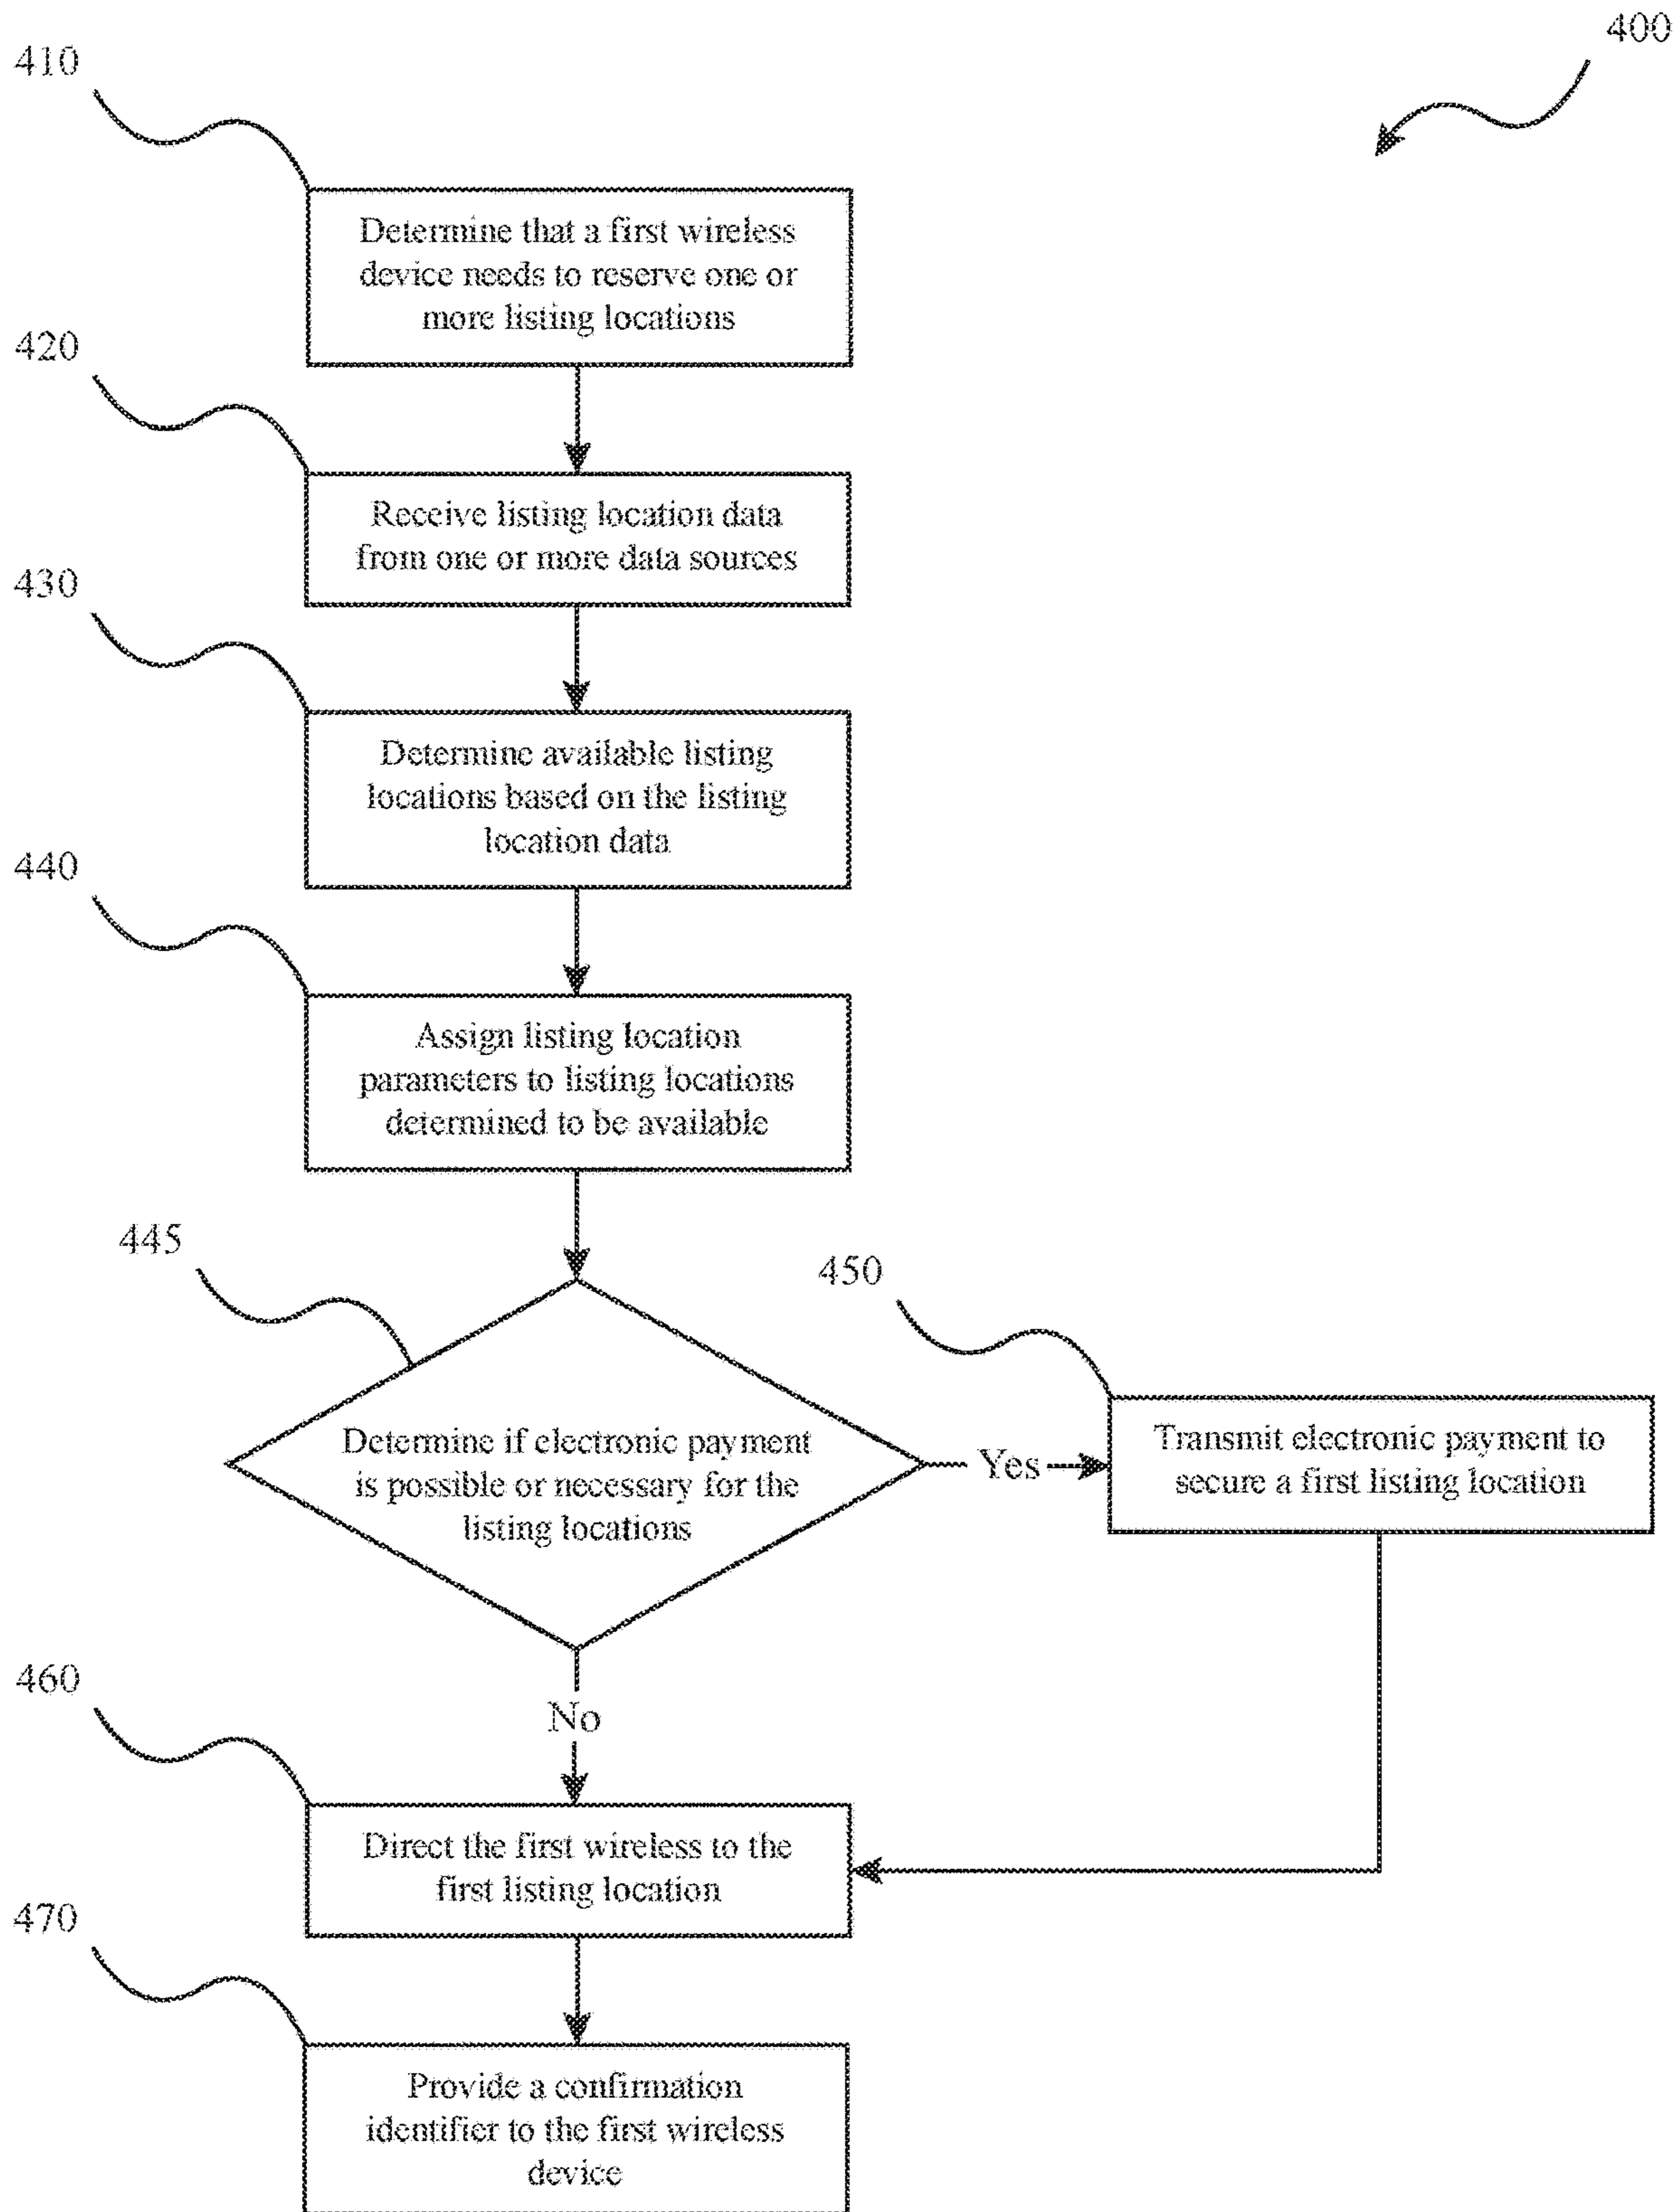 400
410
Determine that a first wireless
device needs to reserve one or
more listing locations
420
Receive listing location data
from one or more data sources
430
Determine available listing
locations based on the listing
location data
440
Assign listing location
parameters to listing locations
determined to be available
445
Determine if electronic payment
is possible or necessary for the
listing locations
Yes
450
Transmit electronic payment to
secure a first listing location
No
460
Direct the first wireless to the
first listing location
470
Provide a confirmation
identifier to the first wireless
device